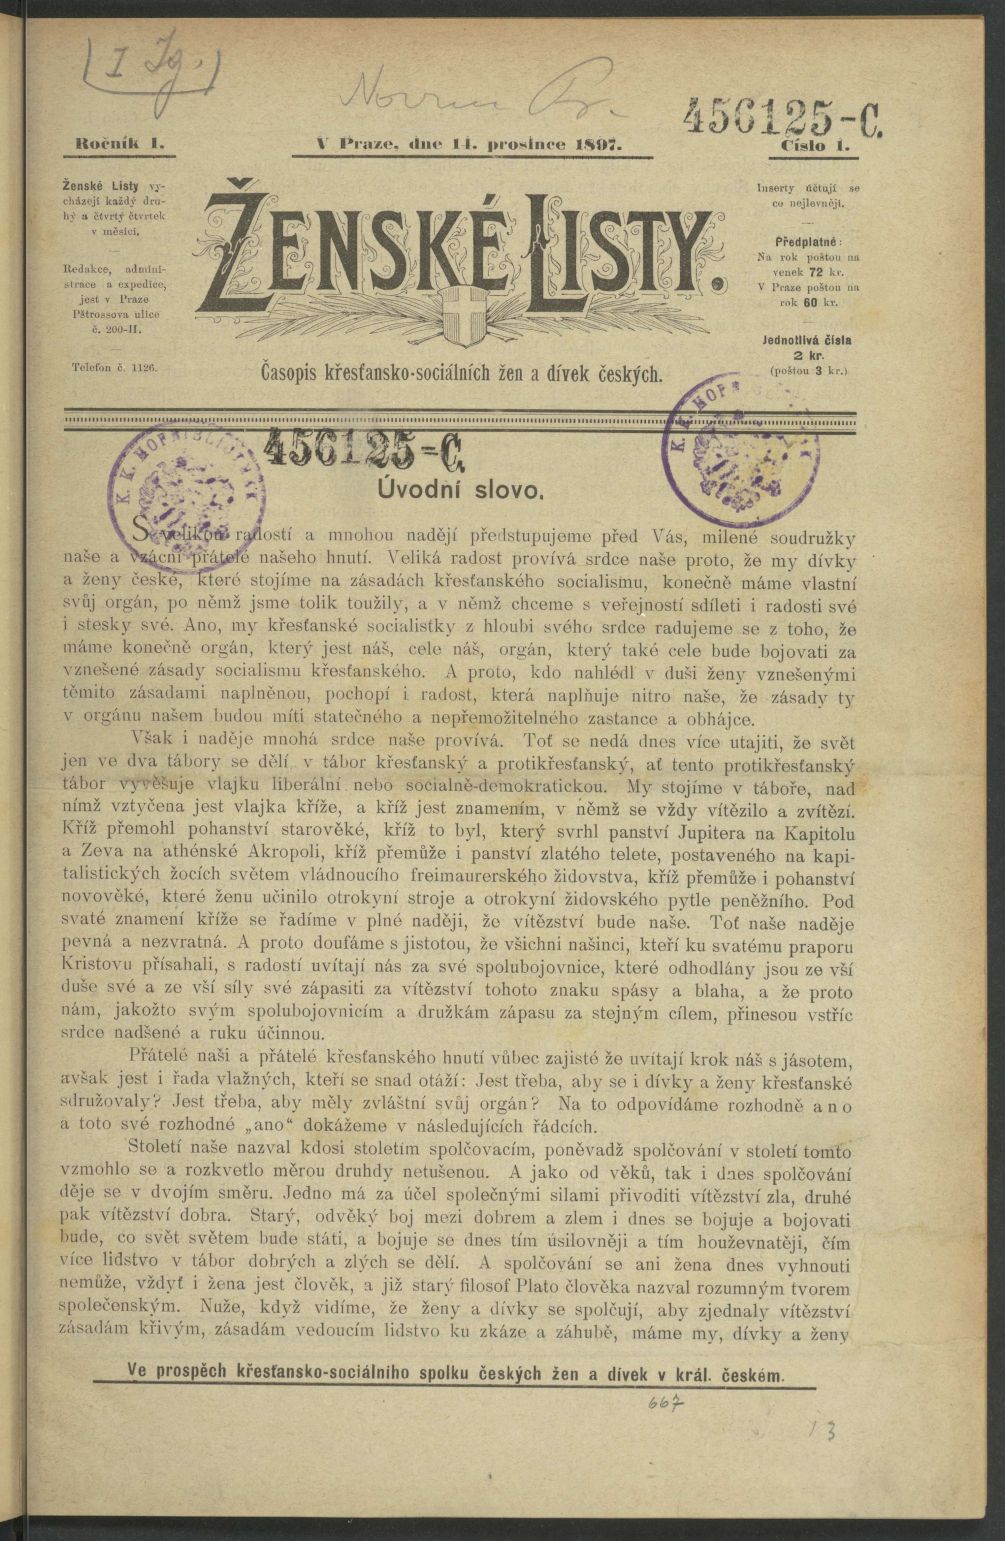 (I Jg.)
456125-C.
Ročník I.
V Praze, dne 14. prosince 1897.
Číslo 1.
Ženské Listy vy-
cházejí každý dru-
hý a čtvrtý čtvrtek
v měsíci.
Redakce, admini-
strace a expedice,
jest v Praze
Pštrossova ulice
č. 200-II.
Telefon č. 1126.
ŽENSKÉ LISTY.
Časopis křesťansko-sociálních žen a dívek českých.
Inserty účtují se
co nejlevněji.
Předplatné:
Na rok poštou na
venek 72 kr.
V Praze poštou na
rok 60 kr.
Jednotlivá čísla
2 kr.
(poštou 3 kr.)
456125-C.
K. K. HOFBIBLIOTHEK
K. K. HOFB
Úvodní slovo.
S velikou radostí a mnohou nadějí předstupujeme před Vás, milené soudružky
naše a vzácní přátelé našeho hnutí. Veliká radost provívá srdce naše proto, že my dívky
a ženy české, které stojíme na zásadách křesťanského socialismu, konečně máme vlastní
svůj orgán, po němž jsme tolik toužily, a v němž chceme s veřejností sdíleti i radosti své
i stesky své. Ano, my křesťanské socialistky z hloubi svého srdce radujeme se z toho, že
máme konečně orgán, který jest náš, cele náš, orgán, který také cele bude bojovati za
vznešené zásady socialismu křesťanského. A proto, kdo nahlédl v duši ženy vznešenými
těmito zásadami naplněnou, pochopí i radost, která naplňuje nitro naše, že zásady ty
v orgánu našem budou míti statečného a nepřemožitelného zastance a obhájce.
Však i naděje mnohá srdce naše provívá. Toť se nedá dnes více utajiti, že svět
jen ve dva tábory se dělí, v tábor křesťanský a protikřesťanský, ať tento protikřesťanský
tábor vyvěšuje vlajku liberální nebo socialně-demokratickou. My stojíme v táboře, nad
nímž vztyčena jest vlajka kříže, a kříž jest znamením, v němž se vždy vítězilo a zvítězí.
Kříž přemohl pohanství starověké, kříž to byl, který svrhl panství Jupitera na Kapitolu
a Zeva na athénské Akropoli, kříž přemůže i panství zlatého telete, postaveného na kapi-
talistických žocích světem vládnoucího freimaurerského židovstva, kříž přemůže i pohanství
novověké, které ženu učinilo otrokyní stroje a otrokyní židovského pytle peněžního. Pod
svaté znamení kříže se řadíme v plné naději, že vítězství bude naše. Toť naše naděje
pevná a nezvratná. A proto doufáme s jistotou, že všichni našinci, kteří ku svatému praporu
Kristovu přísahali, s radostí uvítají nás za své spolubojovnice, které odhodlány jsou ze vší
duše své a ze vší síly své zápasiti za vítězství tohoto znaku spásy a blaha, a že proto
nám, jakožto svým spolubojovnicím a družkám zápasu za stejným cílem, přinesou vstříc
srdce nadšené a ruku účinnou.
Přátelé naši a přátelé křesťanského hnutí vůbec zajisté že uvítají krok náš s jásotem,
avšak jest i řada vlažných, kteří se snad otáží: Jest třeba, aby se i dívky a ženy křesťanské
sdružovaly? Jest třeba, aby měly zvláštní svůj orgán? Na to odpovídáme rozhodně ano
a toto své rozhodné „ano“ dokážeme v následujících řádcích.
Století naše nazval kdosi stoletím spolčovacím, poněvadž spolčování v století tomto
vzmohlo se a rozkvetlo měrou druhdy netušenou. A jako od věků, tak i dnes spolčování
děje se v dvojím směru. Jedno má za účel společnými silami přivoditi vítězství zla, druhé
pak vítězství dobra. Starý, odvěký boj mezi dobrem a zlem i dnes se bojuje a bojovati
bude, co svět světem bude státi, a bojuje se dnes tím úsilovněji a tím houževnatěji, čím
více lidstvo v tábor dobrých a zlých se dělí. A spolčování se ani žena dnes vyhnouti
nemůže, vždyť i žena jest člověk, a již starý filosof Plato člověka nazval rozumným tvorem
společenským. Nuže, když vidíme, že ženy a dívky se spolčují, aby zjednaly vítězství
zásadám křivým, zásadám vedoucím lidstvo ku zkáze a záhubě, máme my, dívky a ženy
Ve prospěch křesťansko-sociálního spolku českých žen a dívek v král. českém.
667
13